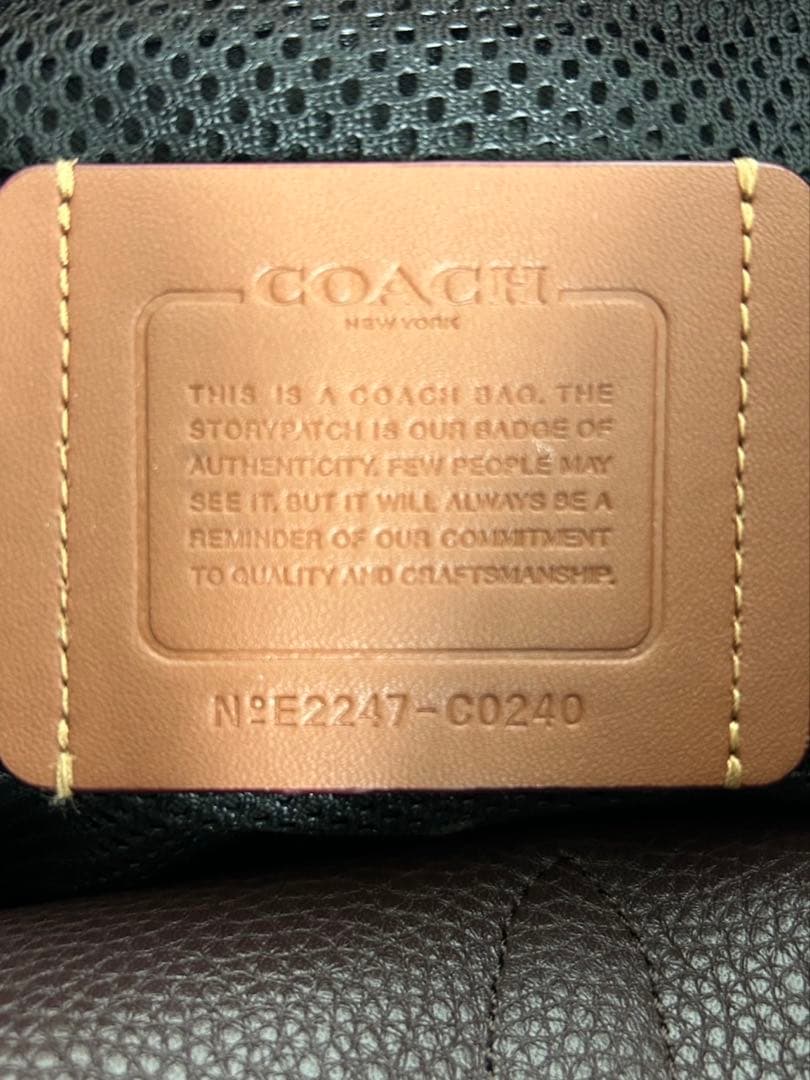 COACH
NEW YORK
THIS IS A COACH BAG. THE
STORYPATCH IS OUR BADGE OF
AUTHENTICITY. FEW PEOPLE MAY
SEE IT. BUT IT WILL ALWAYS BE A
REMINDER OF OUR COMMITMENT
TO QUALITY AND CRAFTSMANSHIP.
NºE2247-C0240